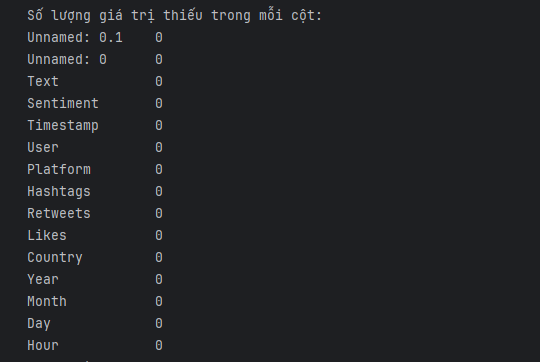 Số lượng giá trị thiếu trong mỗi cột:
Unnamed: 0.1    0
Unnamed: 0      0
Text            0
Sentiment       0
Timestamp       0
User            0
Platform        0
Hashtags        0
Retweets        0
Likes           0
Country         0
Year            0
Month           0
Day             0
Hour            0